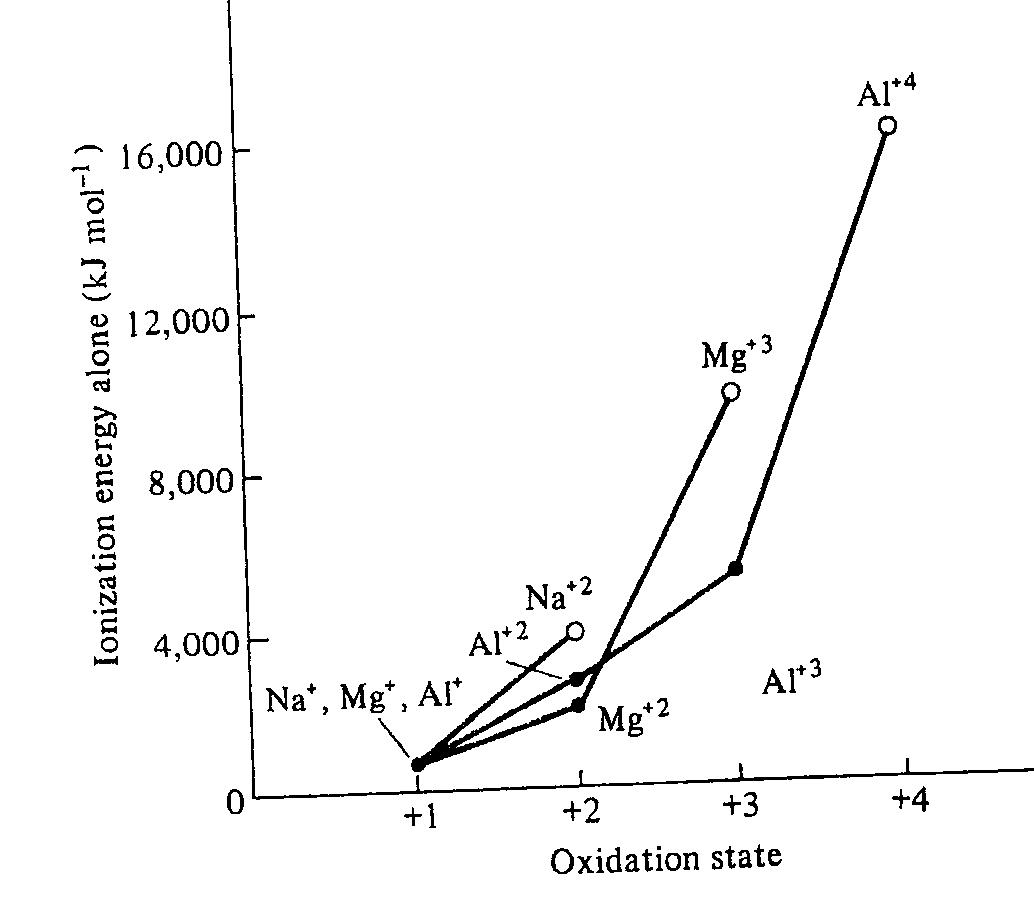 Al⁺⁴
16,000
Ionization energy alone (kJ mol⁻¹)
12,000
Mg⁺³
8,000
Na⁺²
4,000
Al⁺²
Na⁺, Mg⁺, Al⁺
Al⁺³
Mg⁺²
0
+1
+2
+3
+4
Oxidation state